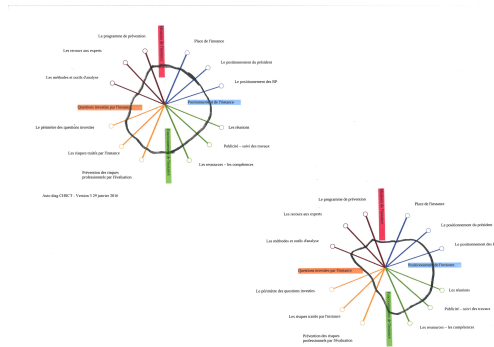 Le programme de prévention
Place de l'instance
Les recours aux experts
Le positionnement du président
Les méthodes et outils d'analyse
Le positionnement des RP
Questions investies par l'instance
Positionnement de l'instance
Le périmètre des questions investies
Les réunions
Publicité – suivi des travaux
Les risques traités par l'instance
Les ressources – les compétences
Prévention des risques
professionnels par l'évaluation
Auto diag CHSCT - Version 1 29 janvier 2016
Le programme de prévention
Place de l'instance
Les recours aux experts
Le positionnement du président
Les méthodes et outils d'analyse
Le positionnement des
Questions investies par l'instance
Positionnement de l'instance
Le périmètre des questions investies
Les réunions
Publicité – suivi des travaux
Les risques traités par l'instance
Les ressources – les compétences
Prévention des risques
professionnels par l'évaluation